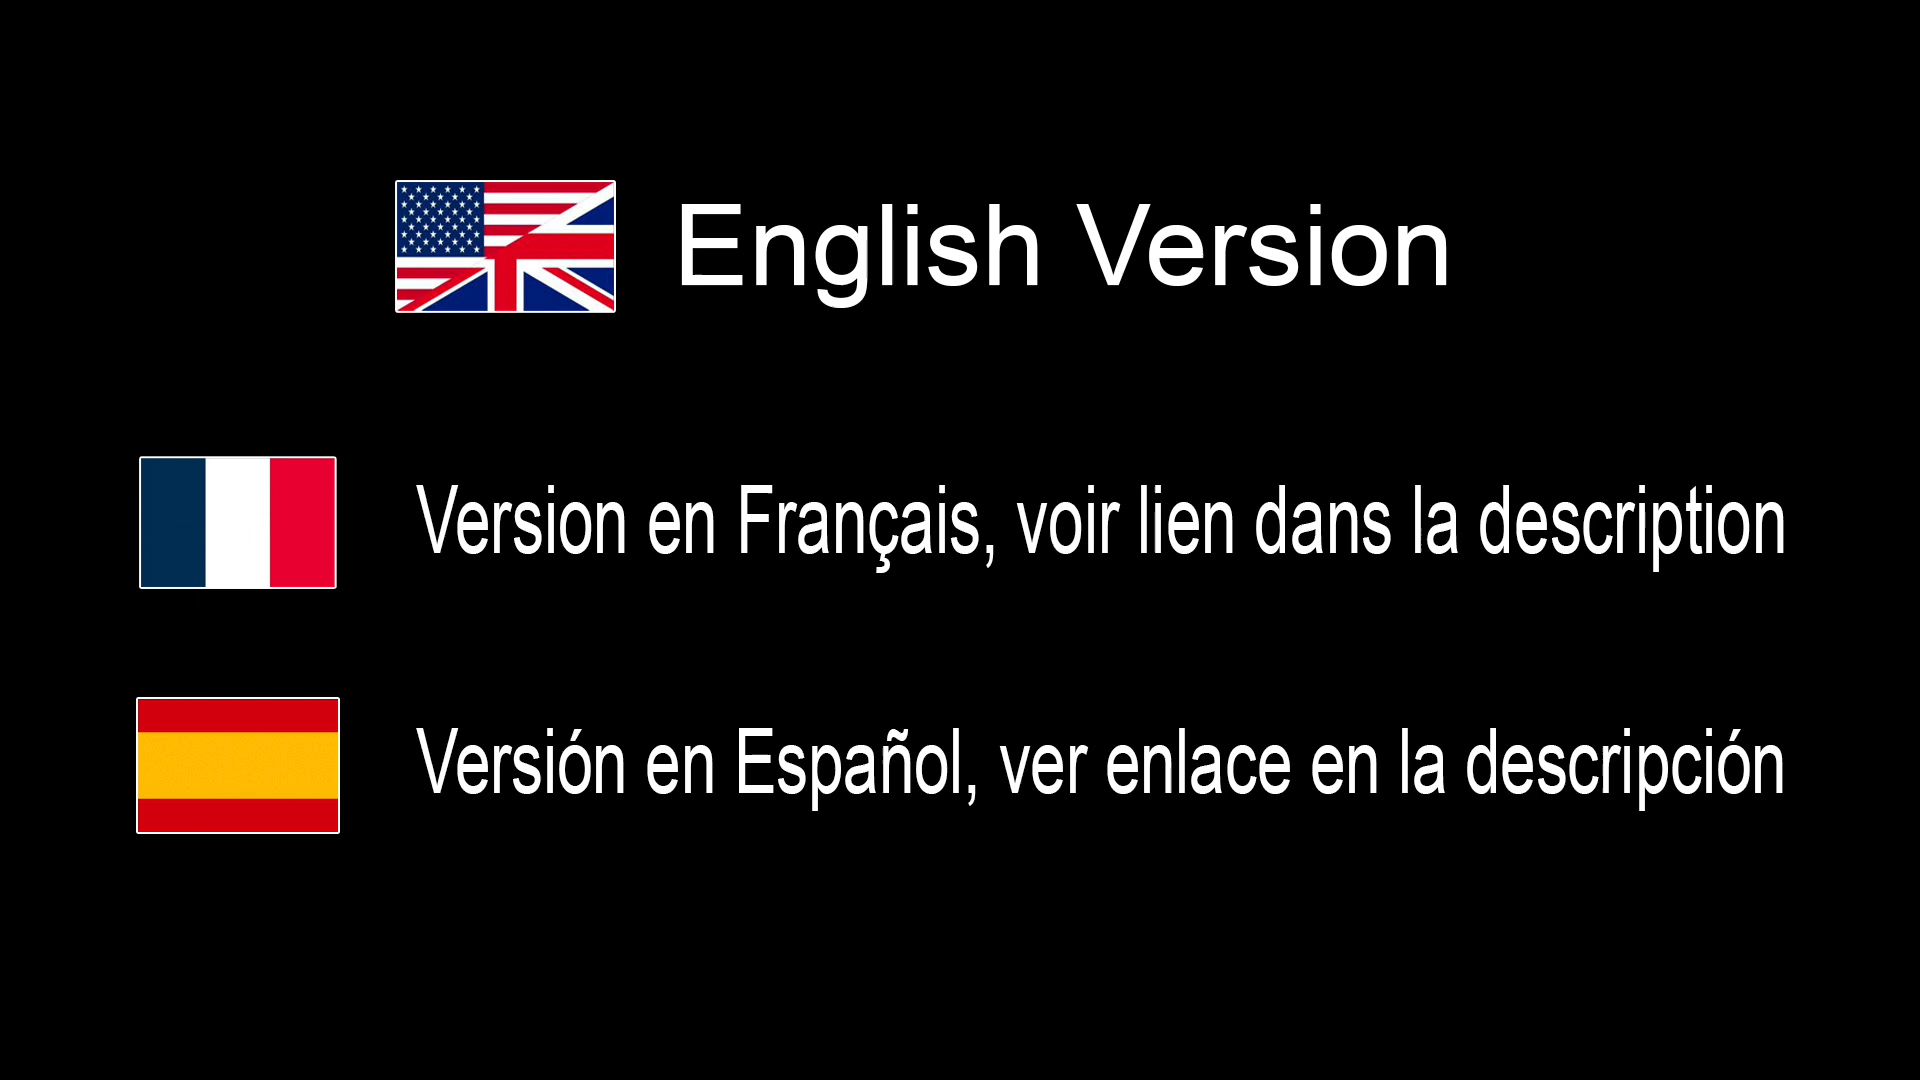 English Version
Version en Français, voir lien dans la description
Versión en Español, ver enlace en la descripción